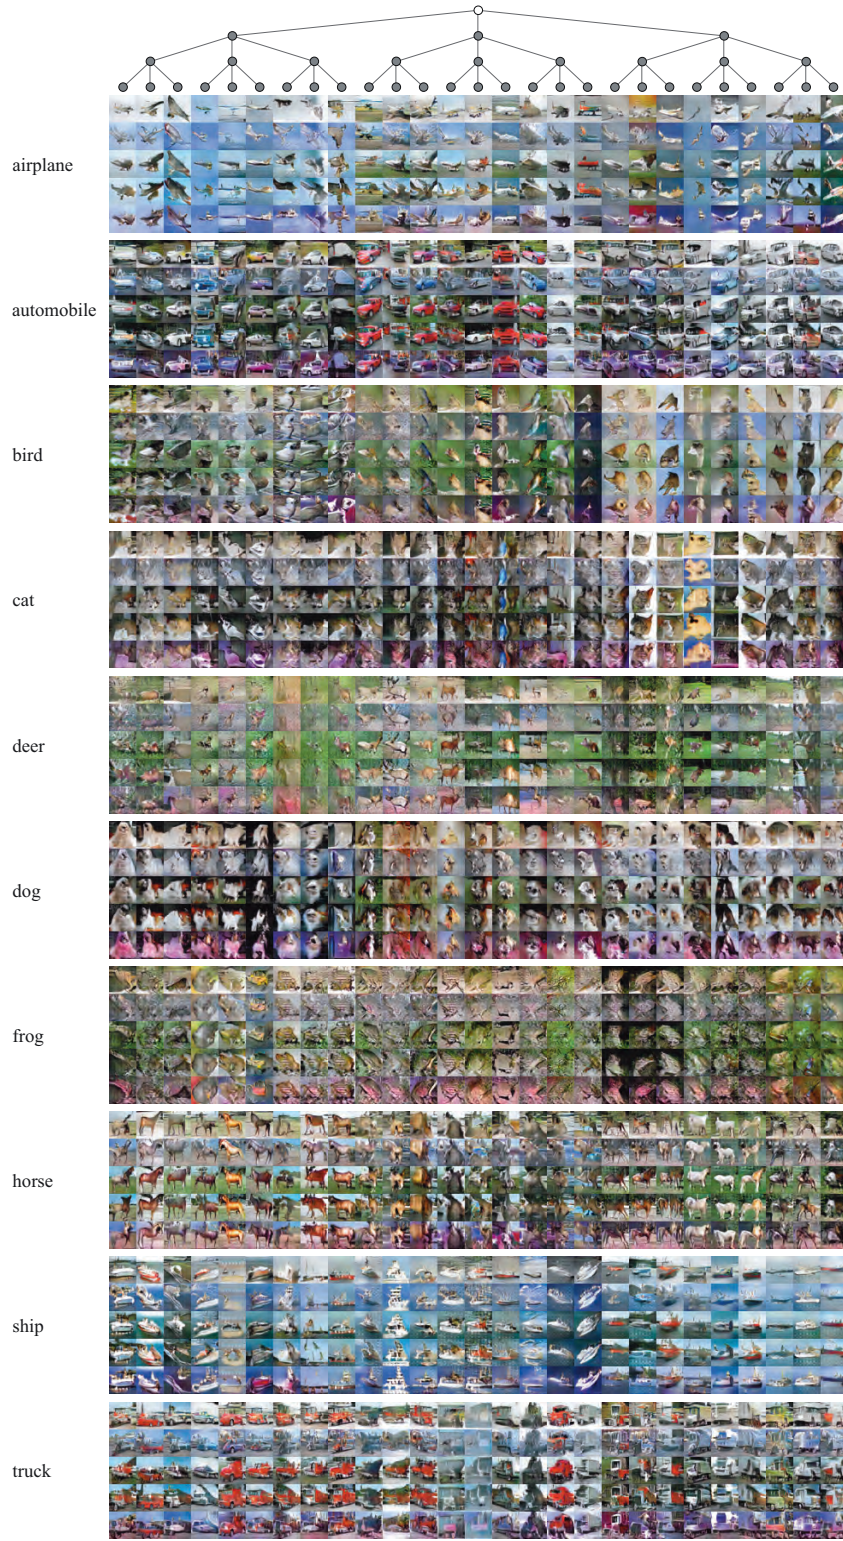 airplane
automobile
bird
cat
deer
dog
frog
horse
ship
truck